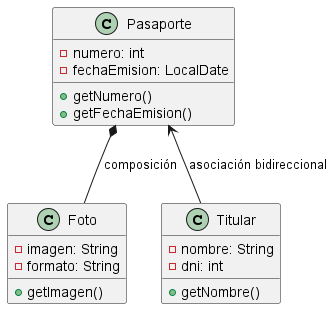 C Pasaporte
numero: int
fechaEmision: LocalDate
getNumero()
getFechaEmision()
composición
asociación bidireccional
C Foto
imagen: String
formato: String
getImagen()
C Titular
nombre: String
dni: int
getNombre()